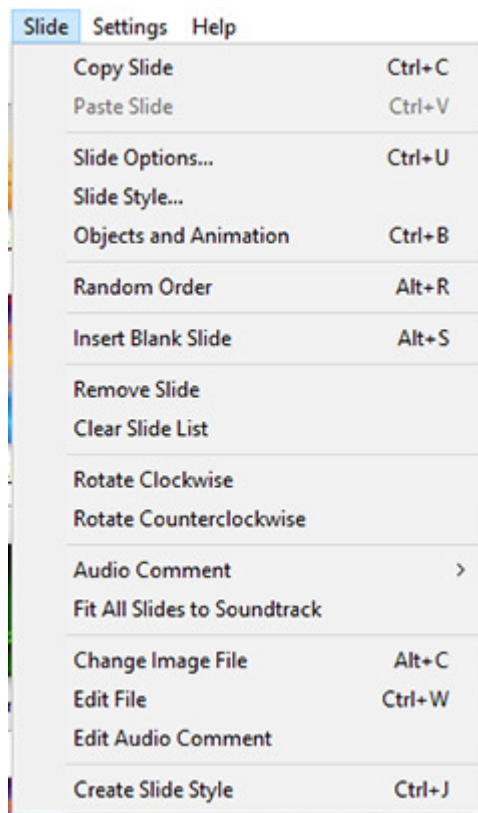 Slide Settings Help
Copy Slide Ctrl+C
Paste Slide Ctrl+V
Slide Options... Ctrl+U
Slide Style...
Objects and Animation Ctrl+B
Random Order Alt+R
Insert Blank Slide Alt+S
Remove Slide
Clear Slide List
Rotate Clockwise
Rotate Counterclockwise
Audio Comment >
Fit All Slides to Soundtrack
Change Image File Alt+C
Edit File Ctrl+W
Edit Audio Comment
Create Slide Style Ctrl+J